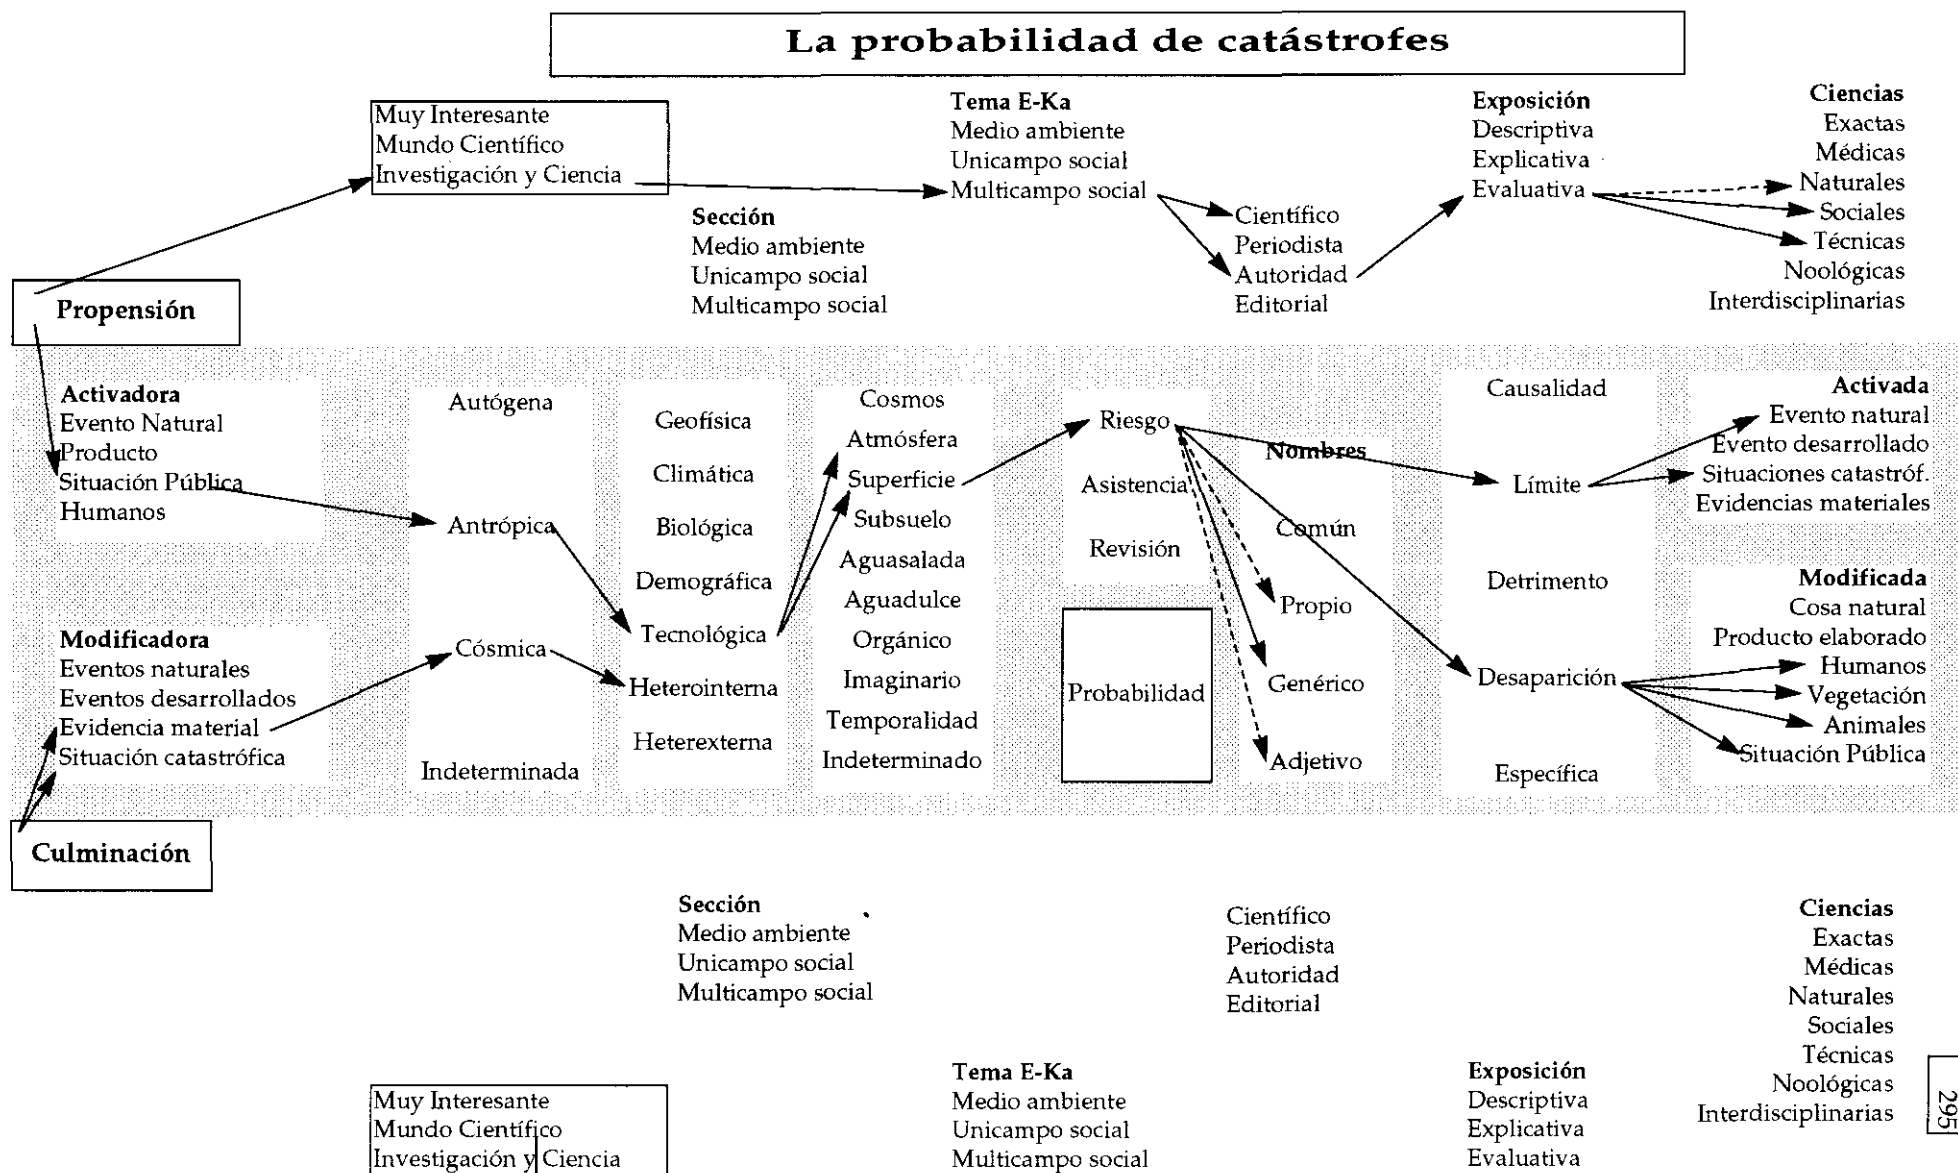 La probabilidad de catástrofes
Muy Interesante
Mundo Científico
Investigación y Ciencia
Sección
Medio ambiente
Unicampo social
Multicampo social
Tema E-Ka
Medio ambiente
Unicampo social
Multicampo social
Científico
Periodista
Autoridad
Editorial
Exposición
Descriptiva
Explicativa
Evaluativa
Ciencias
Exactas
Médicas
Naturales
Sociales
Técnicas
Noológicas
Interdisciplinarias
Propensión
Activadora
Evento Natural
Producto
Situación Pública
Humanos
Modificadora
Eventos naturales
Eventos desarrollados
Evidencia material
Situación catastrófica
Culminación
Autógena
Antrópica
Cósmica
Indeterminada
Geofísica
Climática
Biológica
Demográfica
Tecnológica
Heterointerna
Heterexterna
Cosmos
Atmósfera
Superficie
Subsuelo
Aguasalada
Aguadulce
Orgánico
Imaginario
Temporalidad
Indeterminado
Riesgo
Asistencia
Revisión
Probabilidad
Nombres
Común
Propio
Genérico
Adjetivo
Causalidad
Límite
Detrimento
Desaparición
Específica
Activada
Evento natural
Evento desarrollado
Situaciones catastróf.
Evidencias materiales
Modificada
Cosa natural
Producto elaborado
Humanos
Vegetación
Animales
Situación Pública
Sección
Medio ambiente
Unicampo social
Multicampo social
Científico
Periodista
Autoridad
Editorial
Ciencias
Exactas
Médicas
Naturales
Sociales
Técnicas
Noológicas
Interdisciplinarias
Muy Interesante
Mundo Científico
Investigación y Ciencia
Tema E-Ka
Medio ambiente
Unicampo social
Multicampo social
Exposición
Descriptiva
Explicativa
Evaluativa
295